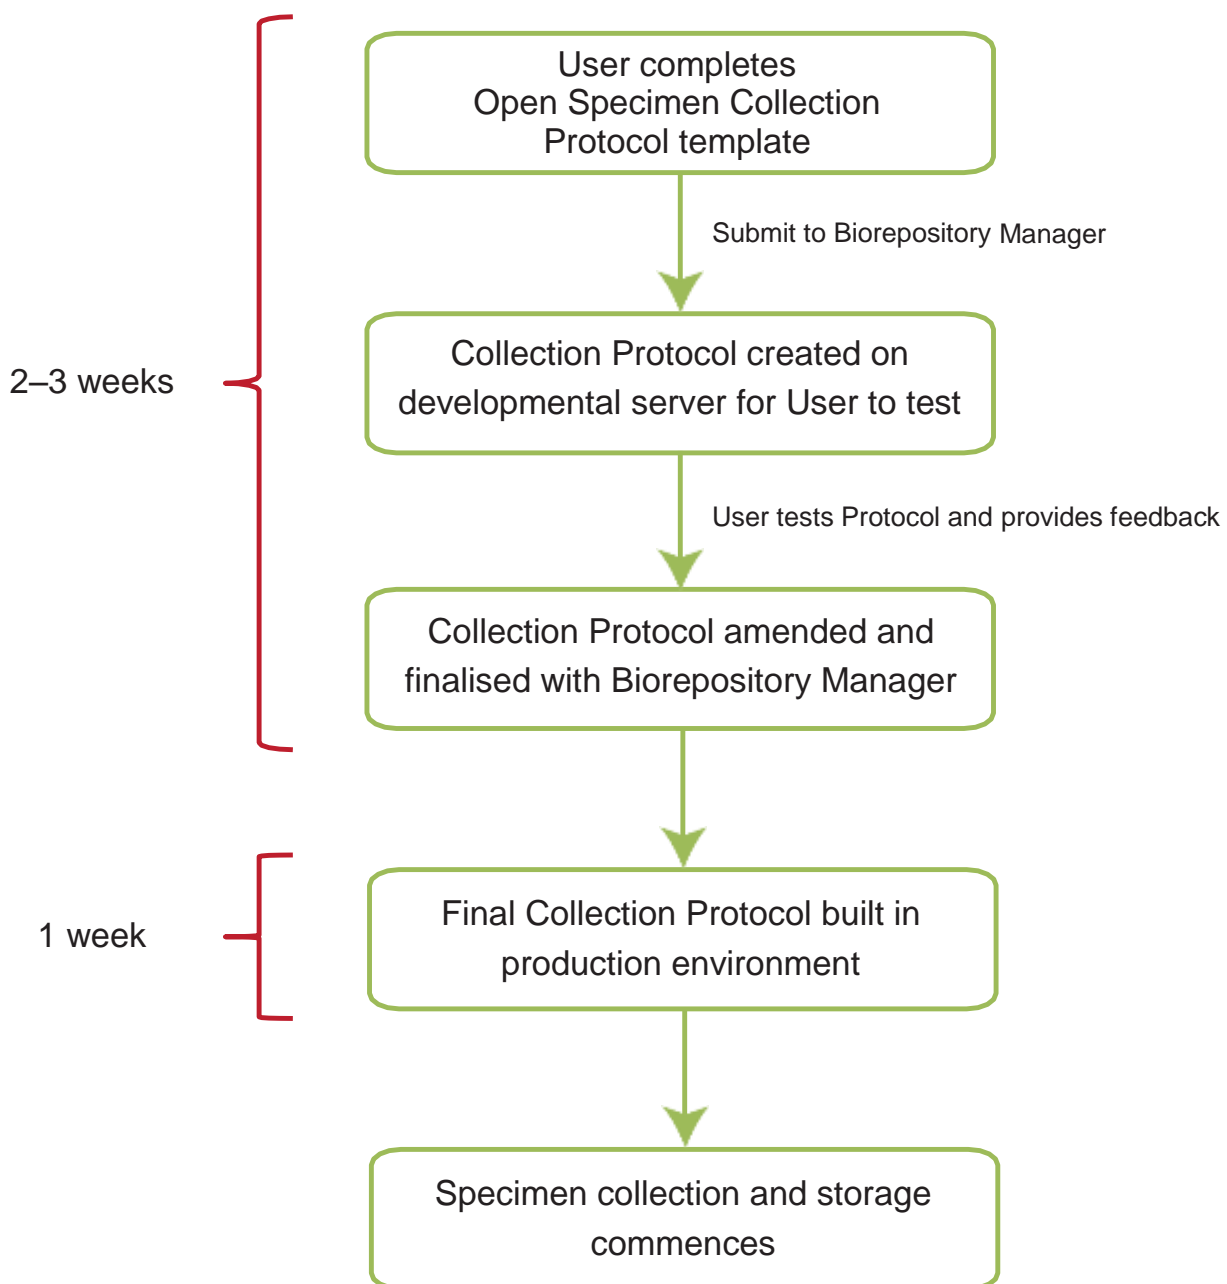 User completes
Open Specimen Collection
Protocol template
Submit to Biorepository Manager
2–3 weeks
Collection Protocol created on
developmental server for User to test
User tests Protocol and provides feedback
Collection Protocol amended and
finalised with Biorepository Manager
1 week
Final Collection Protocol built in
production environment
Specimen collection and storage
commences